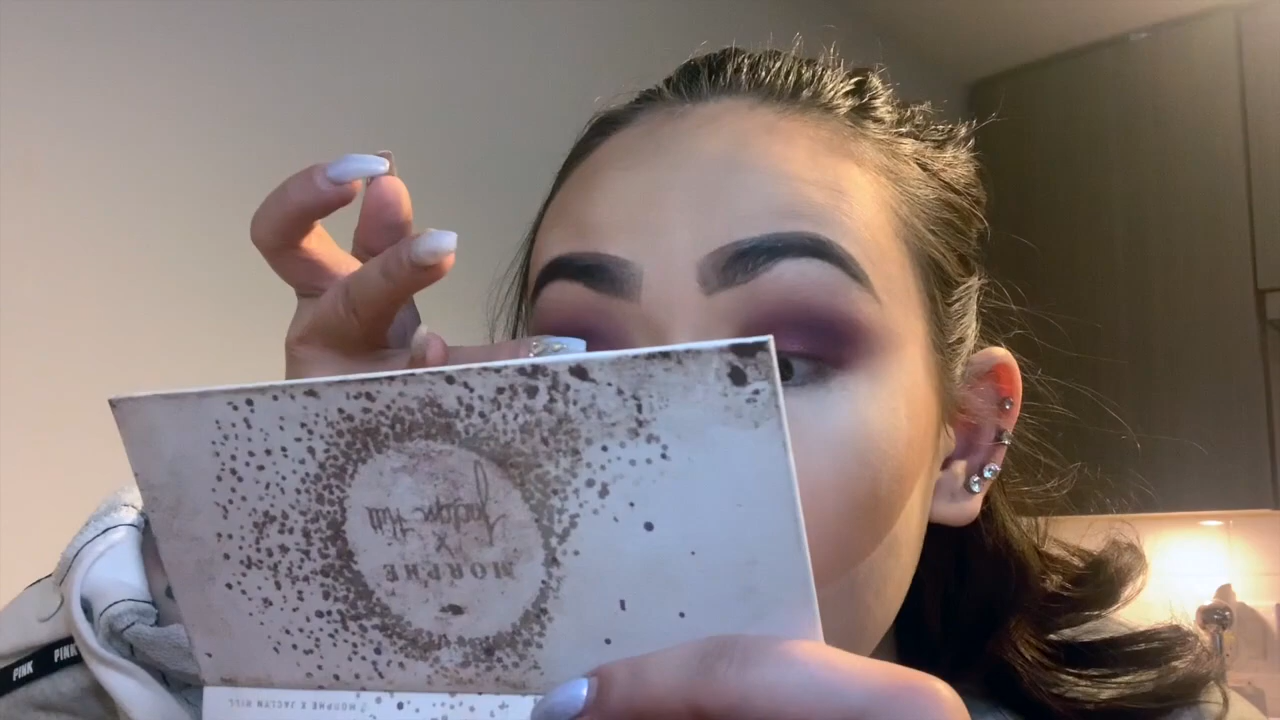 MORPHE
X
Jaclyn Hill
MORPHE X JACLYN HILL
PINK PINK